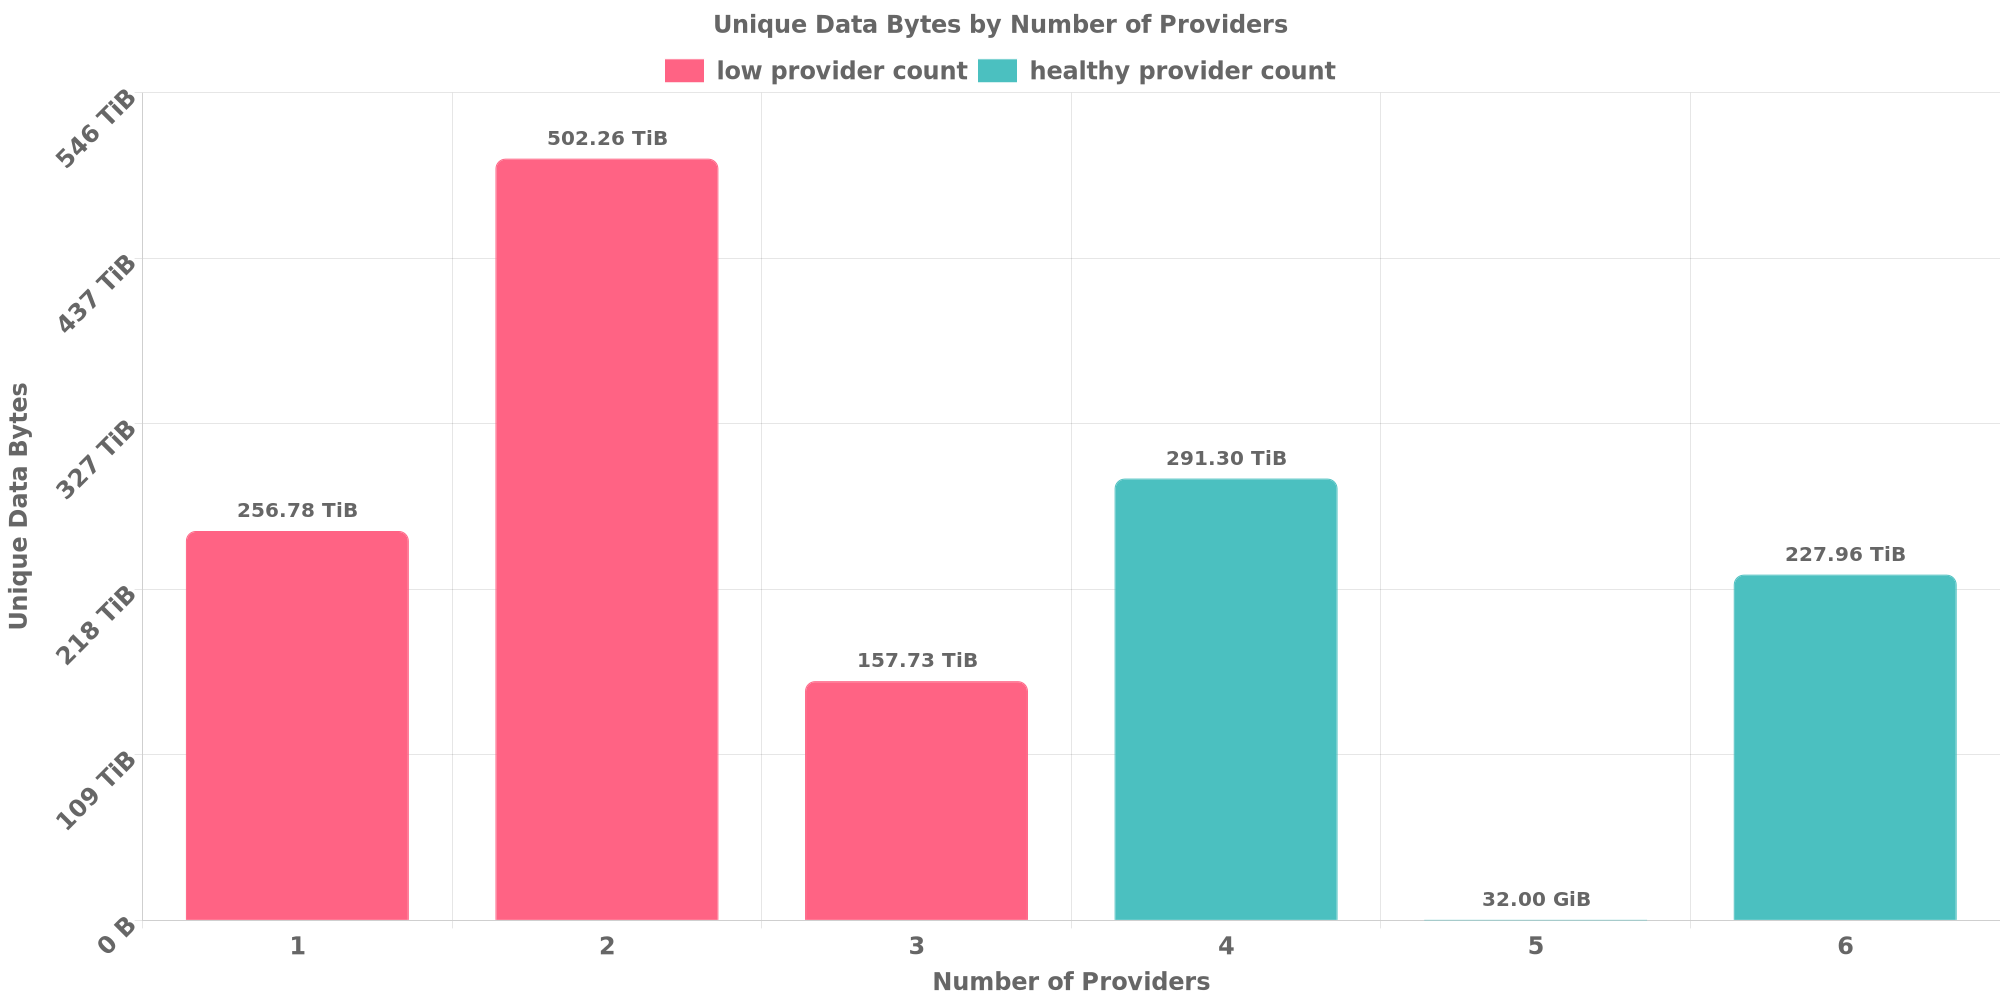 Unique Data Bytes by Number of Providers
low provider count healthy provider count
546 TiB
437 TiB
327 TiB
218 TiB
109 TiB
0 B
Unique Data Bytes
256.78 TiB
502.26 TiB
157.73 TiB
291.30 TiB
32.00 GiB
227.96 TiB
1 2 3 4 5 6
Number of Providers